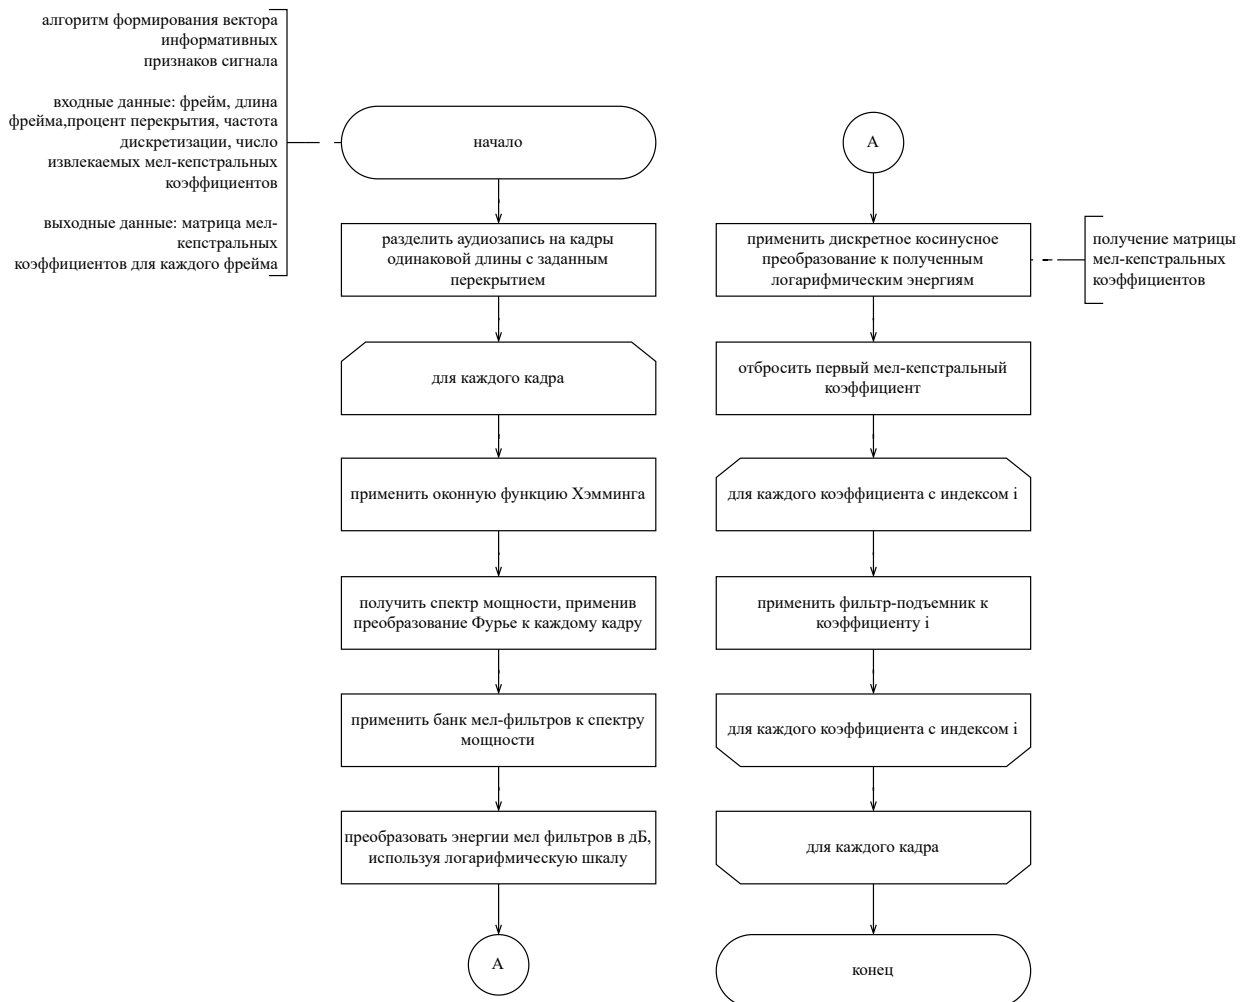 алгоритм формирования вектора
информативных
признаков сигнала
входные данные: фрейм, длина
фрейма,процент перекрытия, частота
дискретизации, число
извлекаемых мел-кепстральных
коэффициентов
выходные данные: матрица мел-
кепстральных
коэффициентов для каждого фрейма
начало
разделить аудиозапись на кадры
одинаковой длины с заданным
перекрытием
для каждого кадра
применить оконную функцию Хэмминга
получить спектр мощности, применив
преобразование Фурье к каждому кадру
применить банк мел-фильтров к спектру
мощности
преобразовать энергии мел фильтров в дБ,
используя логарифмическую шкалу
А
А
применить дискретное косинусное
преобразование к полученным
логарифмическим энергиям
получение матрицы
мел-кепстральных
коэффициентов
отбросить первый мел-кепстральный
коэффициент
для каждого коэффициента с индексом i
применить фильтр-подъемник к
коэффициенту i
для каждого коэффициента с индексом i
для каждого кадра
конец